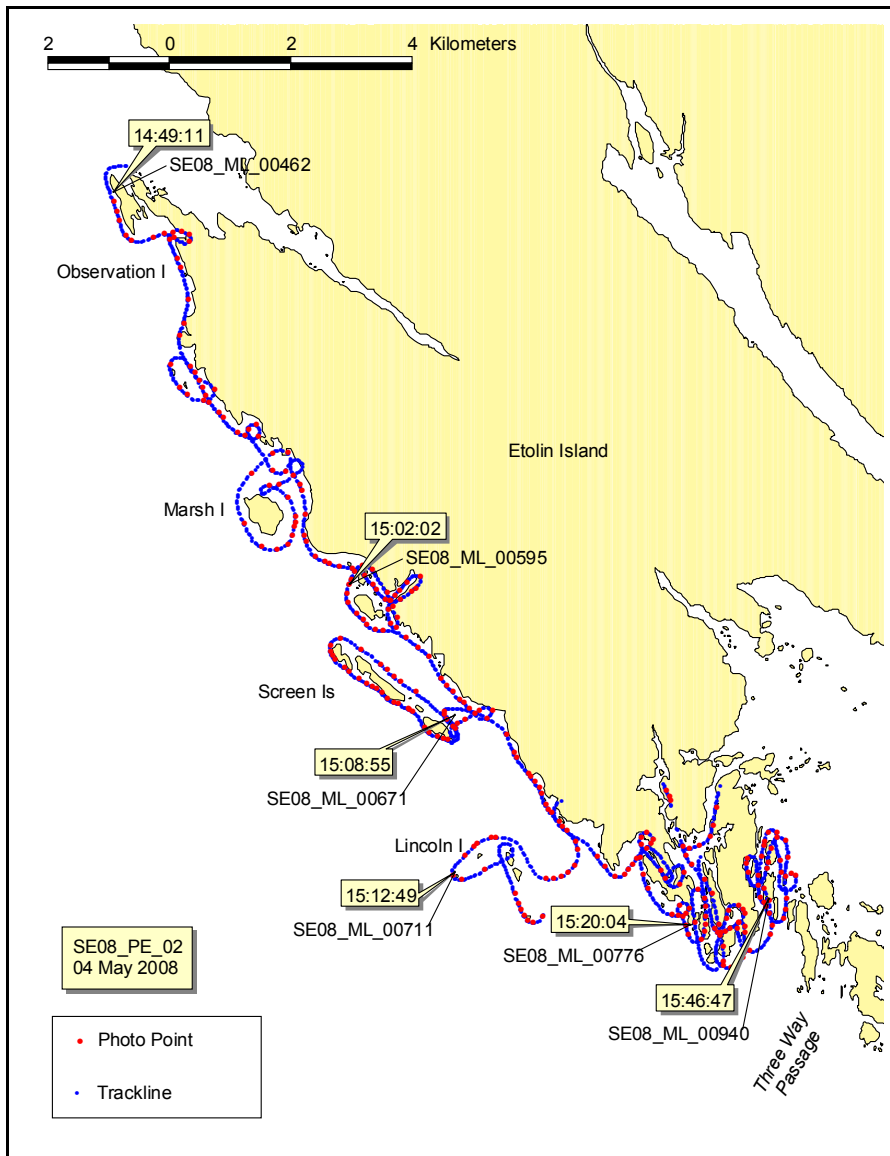 2 0 2 4 Kilometers
14:49:11
SE08_ML_00462
Observation I
Etolin Island
Marsh I
15:02:02
SE08_ML_00595
Screen Is
15:08:55
SE08_ML_00671
Lincoln I
15:12:49
SE08_ML_00711
15:20:04
SE08_ML_00776
15:46:47
SE08_ML_00940
Three Way
Passage
SE08_PE_02
04 May 2008
Photo Point
Trackline